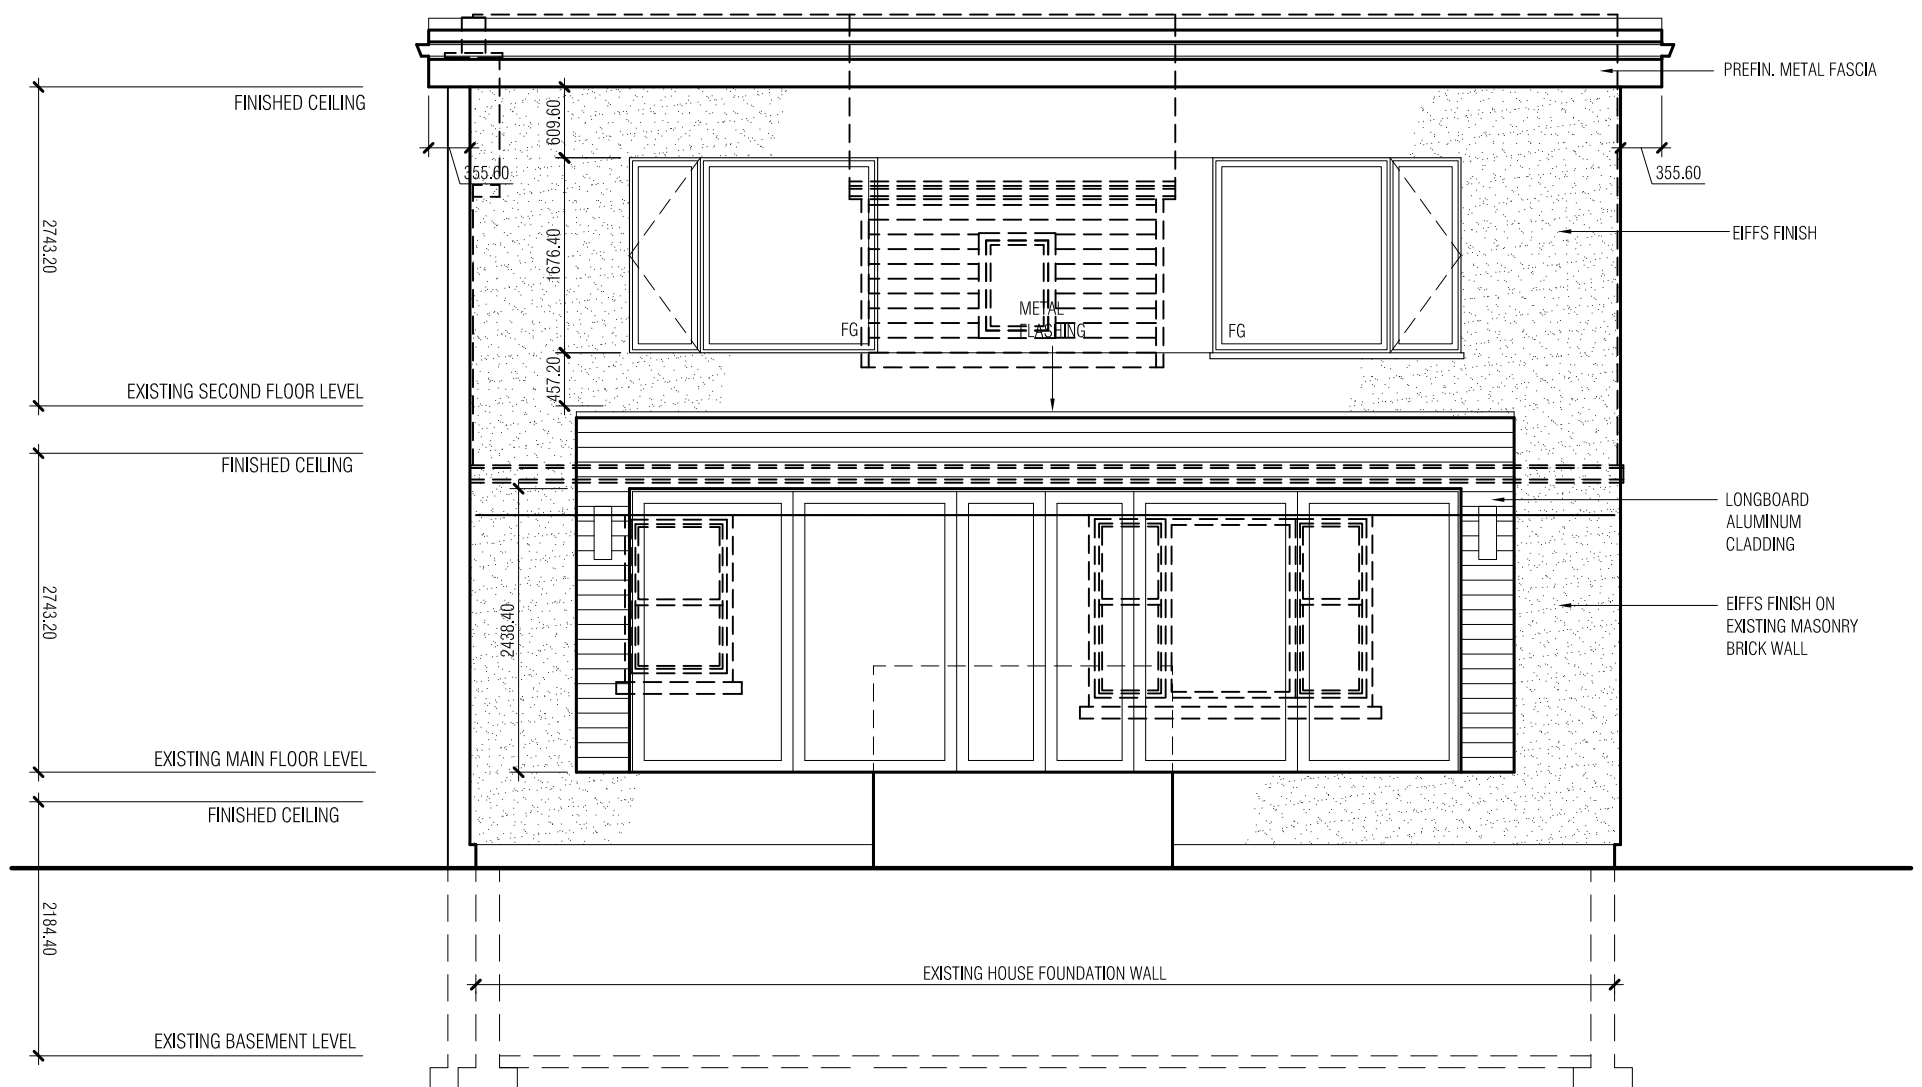 PREFIN. METAL FASCIA
FINISHED CEILING
609.60
355.60
355.60
2743.20
1676.40
EIFFS FINISH
METAL
FLASHING
FG
FG
457.20
EXISTING SECOND FLOOR LEVEL
FINISHED CEILING
LONGBOARD
ALUMINUM
CLADDING
2743.20
2438.40
EIFFS FINISH ON
EXISTING MASONRY
BRICK WALL
EXISTING MAIN FLOOR LEVEL
FINISHED CEILING
2184.40
EXISTING HOUSE FOUNDATION WALL
EXISTING BASEMENT LEVEL